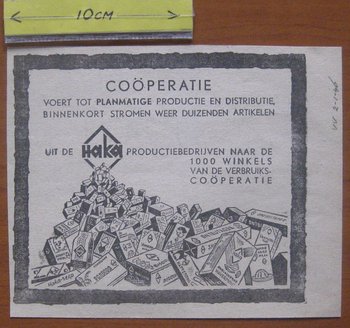 10CM
COÖPERATIE
VOERT TOT PLANMATIGE PRODUCTIE EN DISTRIBUTIE,
BINNENKORT STROMEN WEER DUIZENDEN ARTIKELEN
UIT DE HAKA PRODUCTIEBEDRIJVEN NAAR DE
1000 WINKELS
VAN DE VERBRUIKS-
COÖPERATIE